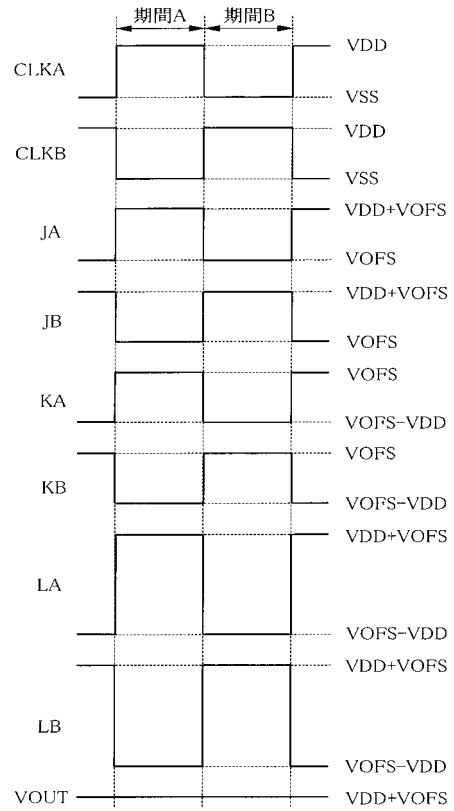 期間A 期間B
CLKA VDD
VSS
CLKB VDD
VSS
JA VDD+VOFS
VOFS
JB VDD+VOFS
VOFS
KA VOFS
VOFS-VDD
KB VOFS
VOFS-VDD
LA VDD+VOFS
VOFS-VDD
LB VDD+VOFS
VOFS-VDD
VOUT VDD+VOFS